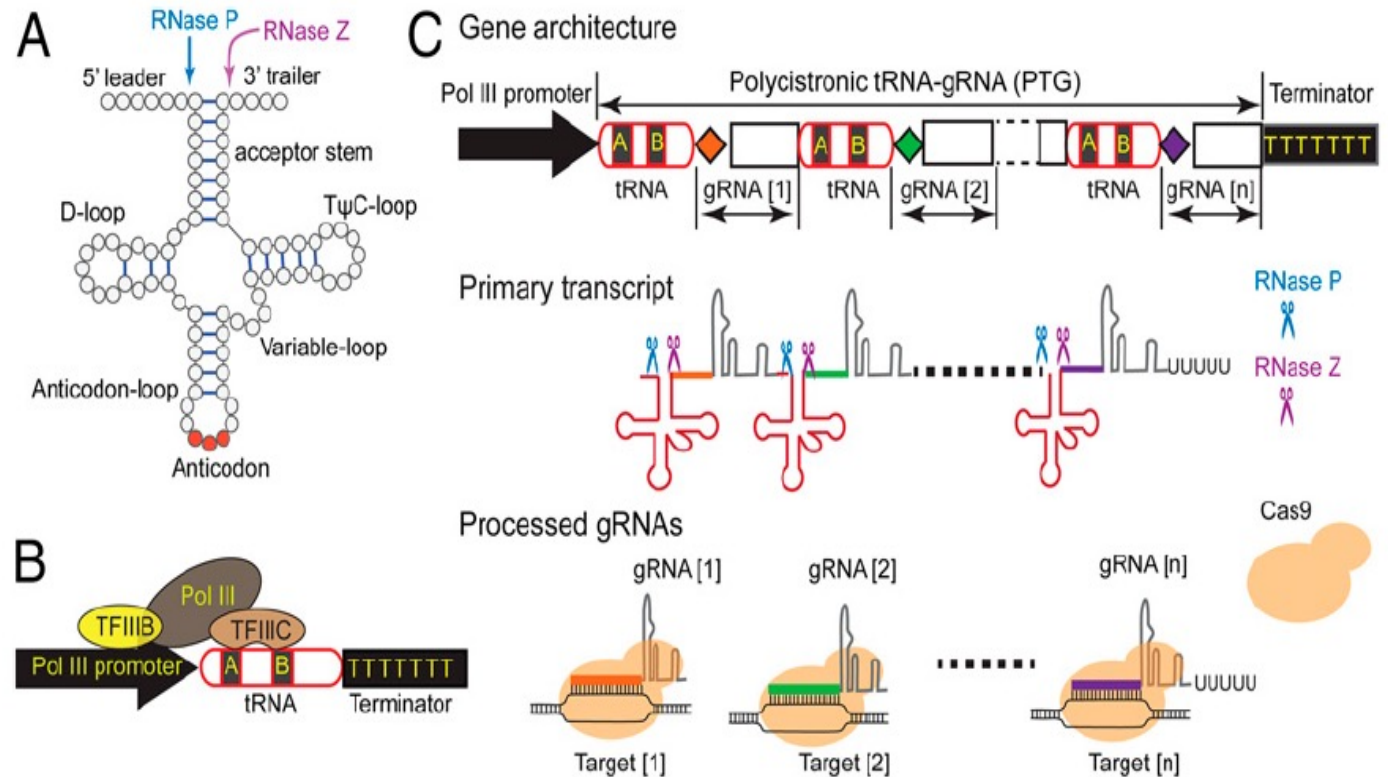 A
RNase P
RNase Z
5' leader
3' trailer
acceptor stem
D-loop
TψC-loop
Variable-loop
Anticodon-loop
Anticodon
B
Pol III
TFIIIB
TFIIIC
Pol III promoter
A
B
TTTTTTT
tRNA
Terminator
C
Gene architecture
Polycistronic tRNA-gRNA (PTG)
Pol III promoter
Terminator
A B
A B
A B
TTTTTTT
tRNA
gRNA [1]
tRNA
gRNA [2]
tRNA
gRNA [n]
Primary transcript
RNase P
RNase Z
UUUUU
Processed gRNAs
Cas9
gRNA [1]
gRNA [2]
gRNA [n]
UUUUU
Target [1]
Target [2]
Target [n]